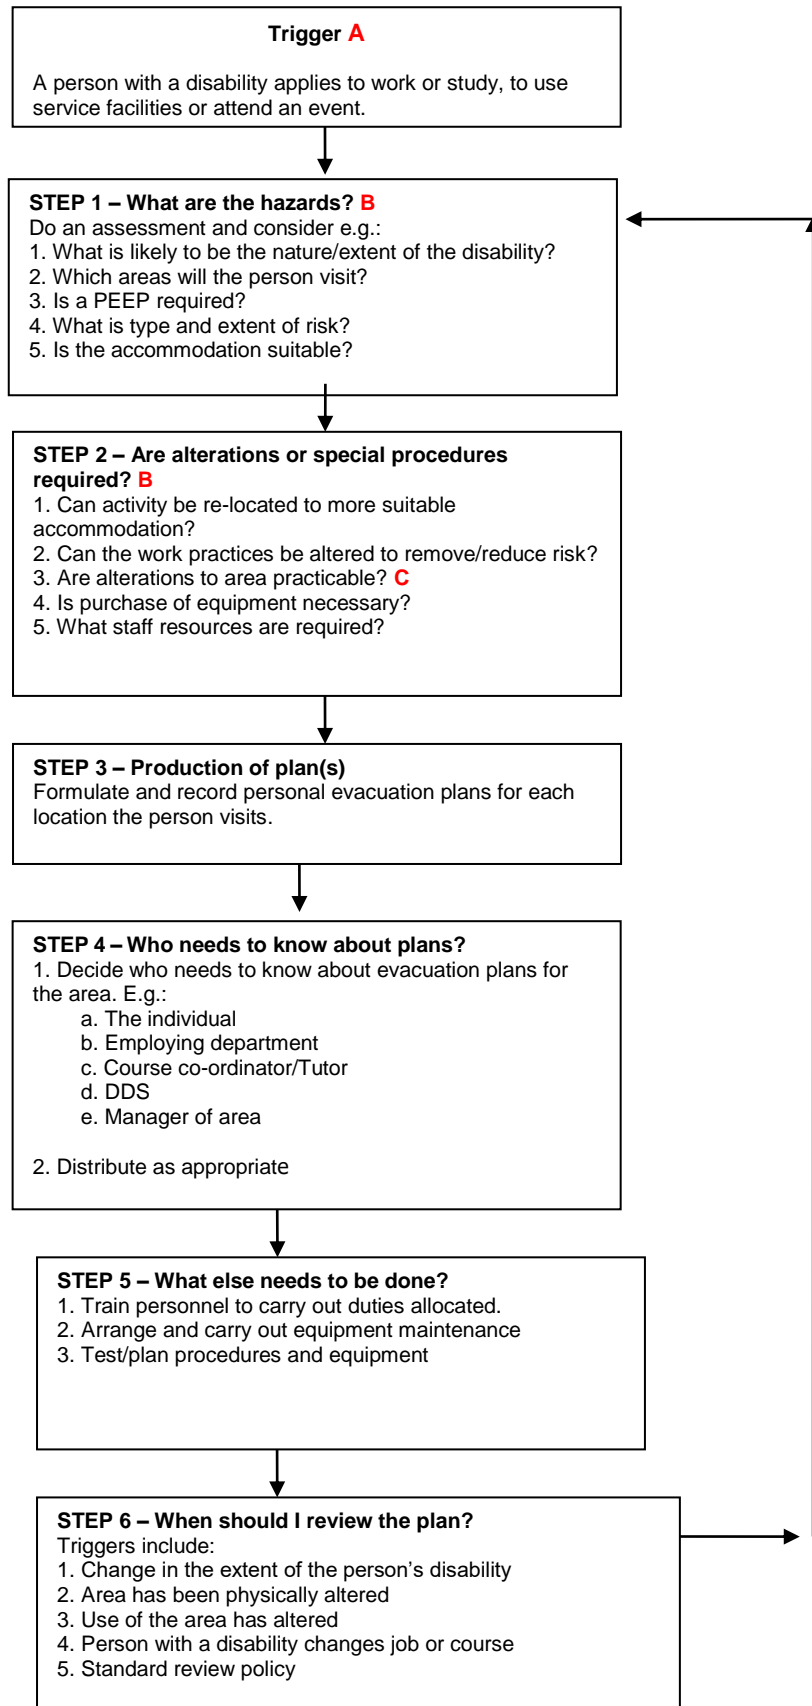 Trigger A
A person with a disability applies to work or study, to use
service facilities or attend an event.
STEP 1 – What are the hazards? B
Do an assessment and consider e.g.:
1. What is likely to be the nature/extent of the disability?
2. Which areas will the person visit?
3. Is a PEEP required?
4. What is type and extent of risk?
5. Is the accommodation suitable?
STEP 2 – Are alterations or special procedures
required? B
1. Can activity be re-located to more suitable
accommodation?
2. Can the work practices be altered to remove/reduce risk?
3. Are alterations to area practicable? C
4. Is purchase of equipment necessary?
5. What staff resources are required?
STEP 3 – Production of plan(s)
Formulate and record personal evacuation plans for each
location the person visits.
STEP 4 – Who needs to know about plans?
1. Decide who needs to know about evacuation plans for
the area. E.g.:
a. The individual
b. Employing department
c. Course co-ordinator/Tutor
d. DDS
e. Manager of area
2. Distribute as appropriate
STEP 5 – What else needs to be done?
1. Train personnel to carry out duties allocated.
2. Arrange and carry out equipment maintenance
3. Test/plan procedures and equipment
STEP 6 – When should I review the plan?
Triggers include:
1. Change in the extent of the person's disability
2. Area has been physically altered
3. Use of the area has altered
4. Person with a disability changes job or course
5. Standard review policy